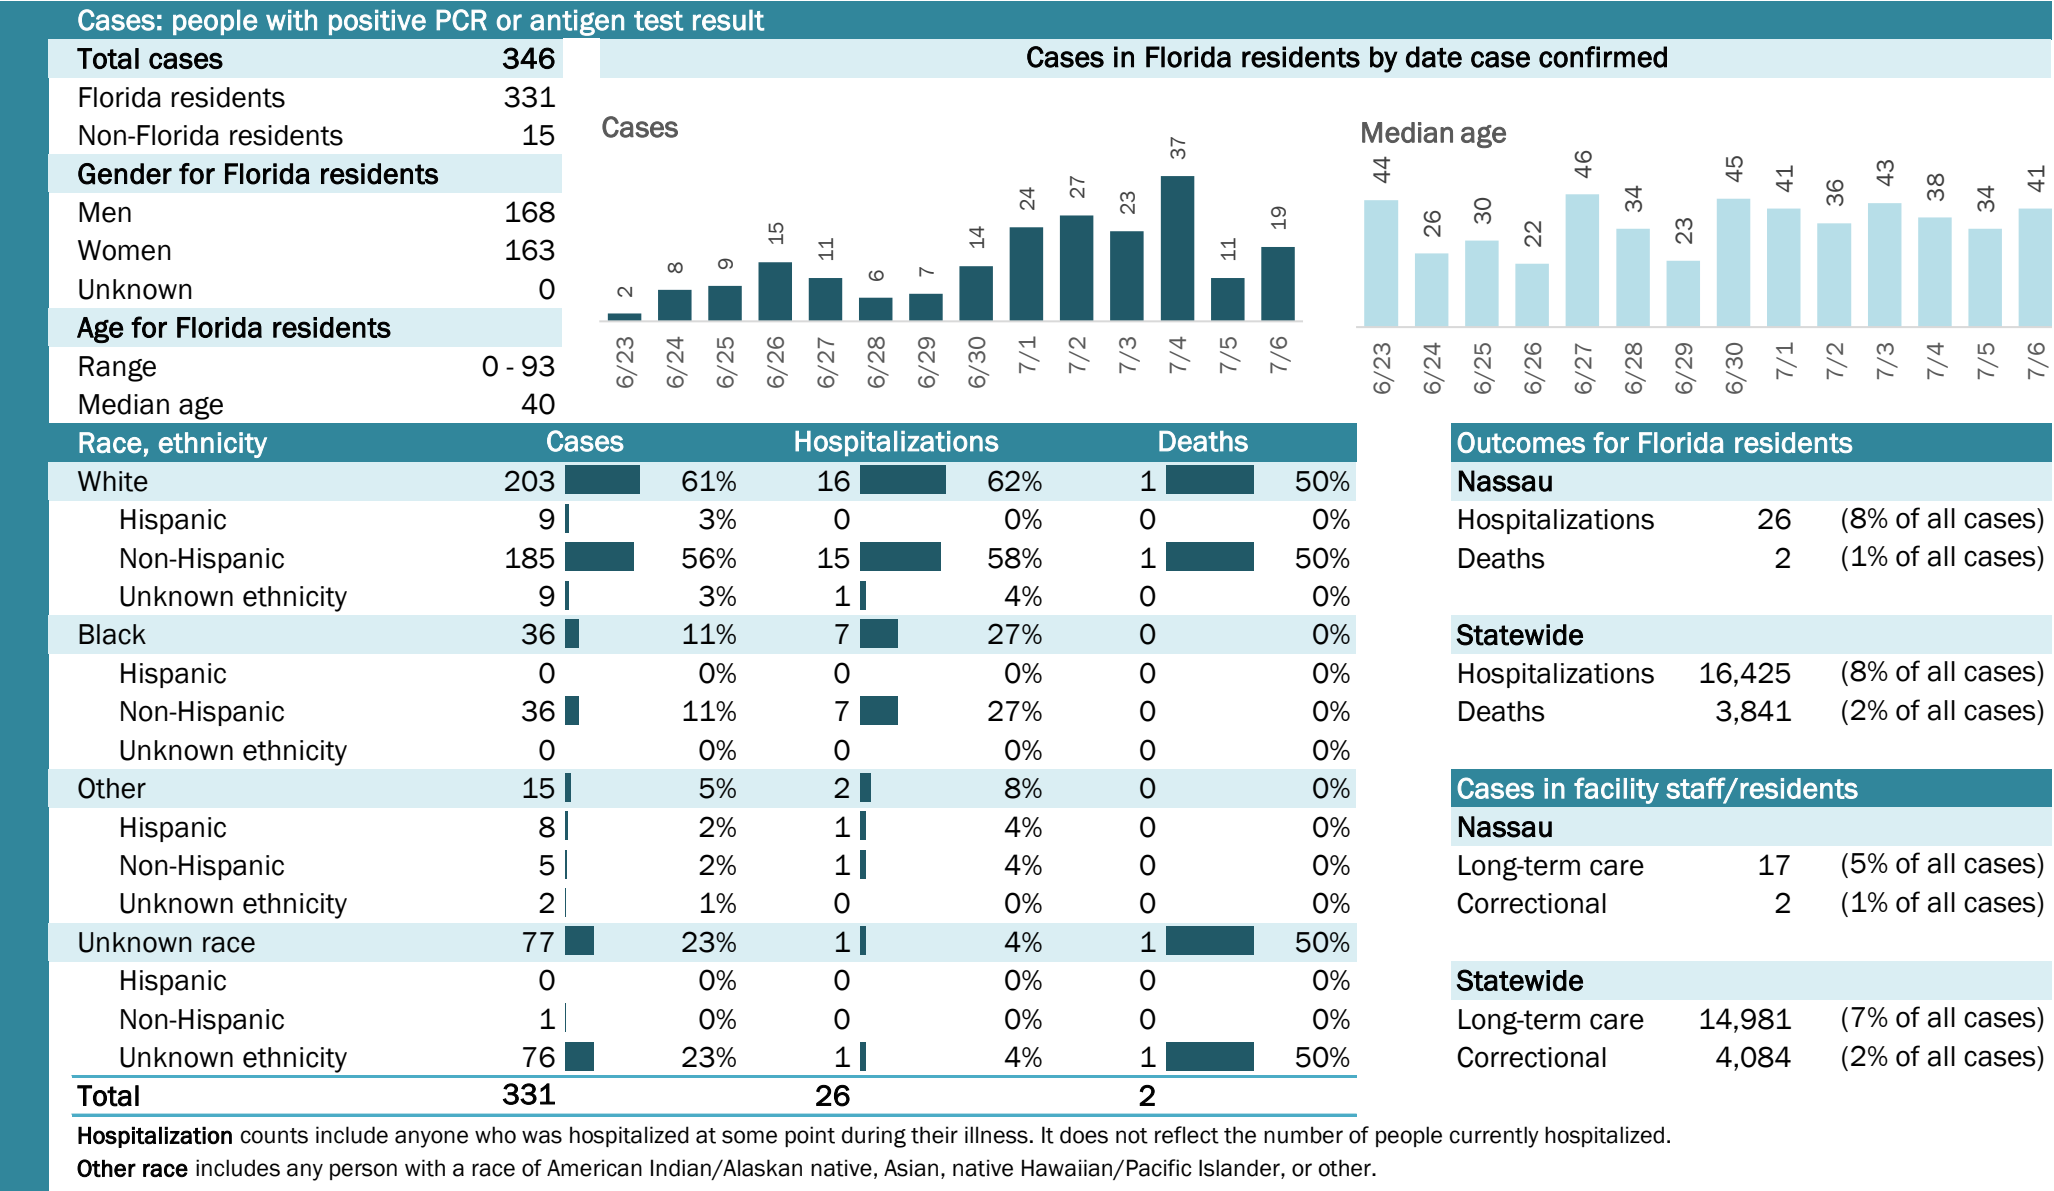 Cases: people with positive PCR or antigen test result
Total cases 346
Florida residents 331
Non-Florida residents 15
Gender for Florida residents
Men 168
Women 163
Unknown 0
Age for Florida residents
Range 0 - 93
Median age 40
Cases in Florida residents by date case confirmed
Cases
2 8 9 15 11 6 7 14 24 27 23 37 11 19
6/23 6/24 6/25 6/26 6/27 6/28 6/29 6/30 7/1 7/2 7/3 7/4 7/5 7/6
Median age
44 26 30 22 46 34 23 45 41 36 43 38 34 41
6/23 6/24 6/25 6/26 6/27 6/28 6/29 6/30 7/1 7/2 7/3 7/4 7/5 7/6
Race, ethnicity Cases Hospitalizations Deaths
White 203 61% 16 62% 1 50%
Hispanic 9 3% 0 0% 0 0%
Non-Hispanic 185 56% 15 58% 1 50%
Unknown ethnicity 9 3% 1 4% 0 0%
Black 36 11% 7 27% 0 0%
Hispanic 0 0% 0 0% 0 0%
Non-Hispanic 36 11% 7 27% 0 0%
Unknown ethnicity 0 0% 0 0% 0 0%
Other 15 5% 2 8% 0 0%
Hispanic 8 2% 1 4% 0 0%
Non-Hispanic 5 2% 1 4% 0 0%
Unknown ethnicity 2 1% 0 0% 0 0%
Unknown race 77 23% 1 4% 1 50%
Hispanic 0 0% 0 0% 0 0%
Non-Hispanic 1 0% 0 0% 0 0%
Unknown ethnicity 76 23% 1 4% 1 50%
Total 331 26 2
Outcomes for Florida residents
Nassau
Hospitalizations 26 (8% of all cases)
Deaths 2 (1% of all cases)
Statewide
Hospitalizations 16,425 (8% of all cases)
Deaths 3,841 (2% of all cases)
Cases in facility staff/residents
Nassau
Long-term care 17 (5% of all cases)
Correctional 2 (1% of all cases)
Statewide
Long-term care 14,981 (7% of all cases)
Correctional 4,084 (2% of all cases)
Hospitalization counts include anyone who was hospitalized at some point during their illness. It does not reflect the number of people currently hospitalized.
Other race includes any person with a race of American Indian/Alaskan native, Asian, native Hawaiian/Pacific Islander, or other.